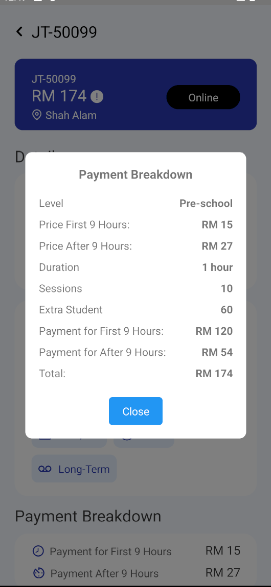 JT-50099
JT-50099
RM 174
Online
Shah Alam
Payment Breakdown
Level Pre-school
Price First 9 Hours: RM 15
Price After 9 Hours: RM 27
Duration 1 hour
Sessions 10
Extra Student 60
Payment for First 9 Hours: RM 120
Payment for After 9 Hours: RM 54
Total: RM 174
Close
Long-Term
Payment Breakdown
Payment for First 9 Hours RM 15
Payment After 9 Hours RM 27